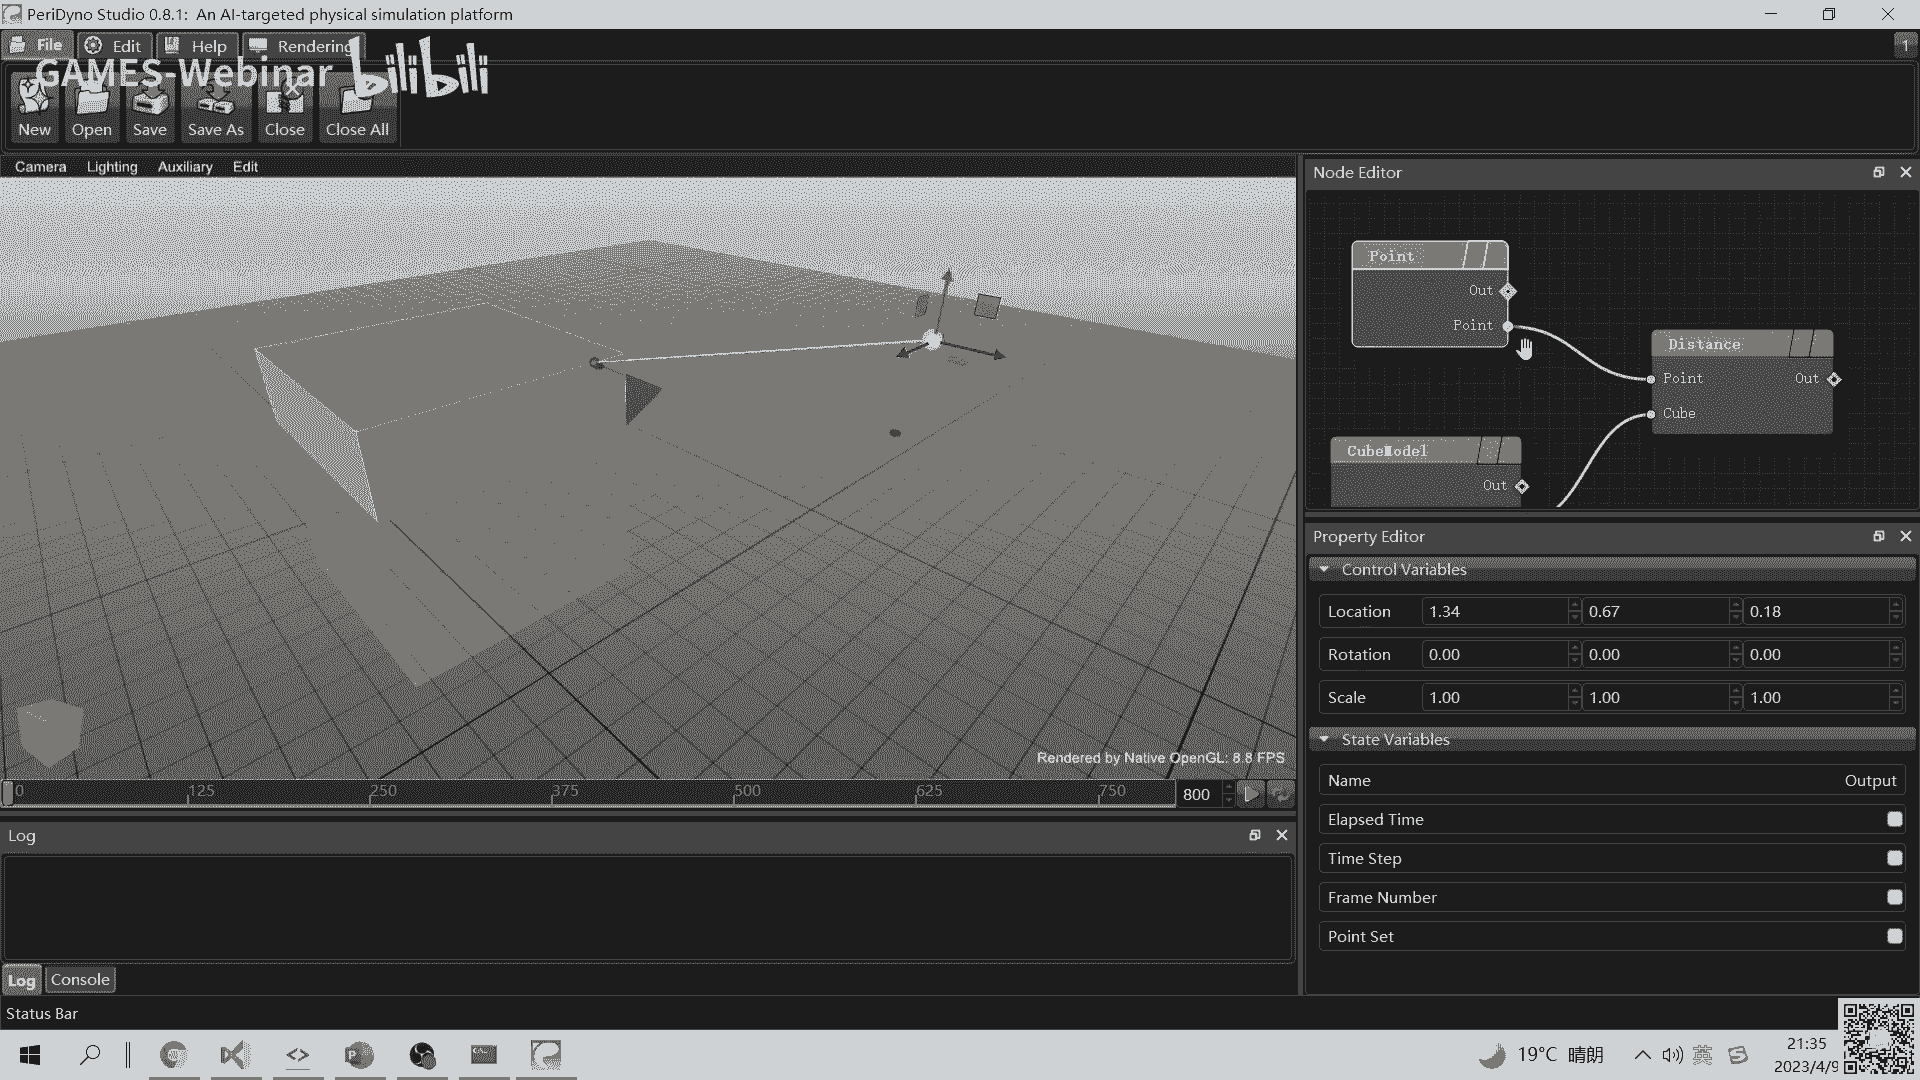 PeriDyno Studio 0.8.1: An AI-targeted physical simulation platform
File Edit Help Rendering 1
GAMES-Webinar bilibili
New Open Save Save As Close Close All
Camera Lighting Auxiliary Edit
Node Editor
Point
Out
Point
Distance
Point Out
Cube
CubeModel
Out
Rendered by Native OpenGL: 8.8 FPS
0 125 250 375 500 625 750 800
Property Editor
Control Variables
Location 1.34 0.67 0.18
Rotation 0.00 0.00 0.00
Scale 1.00 1.00 1.00
State Variables
Name Output
Elapsed Time
Time Step
Frame Number
Point Set
Log
Log Console
Status Bar
19°C 晴朗 英 21:35
2023/4/9